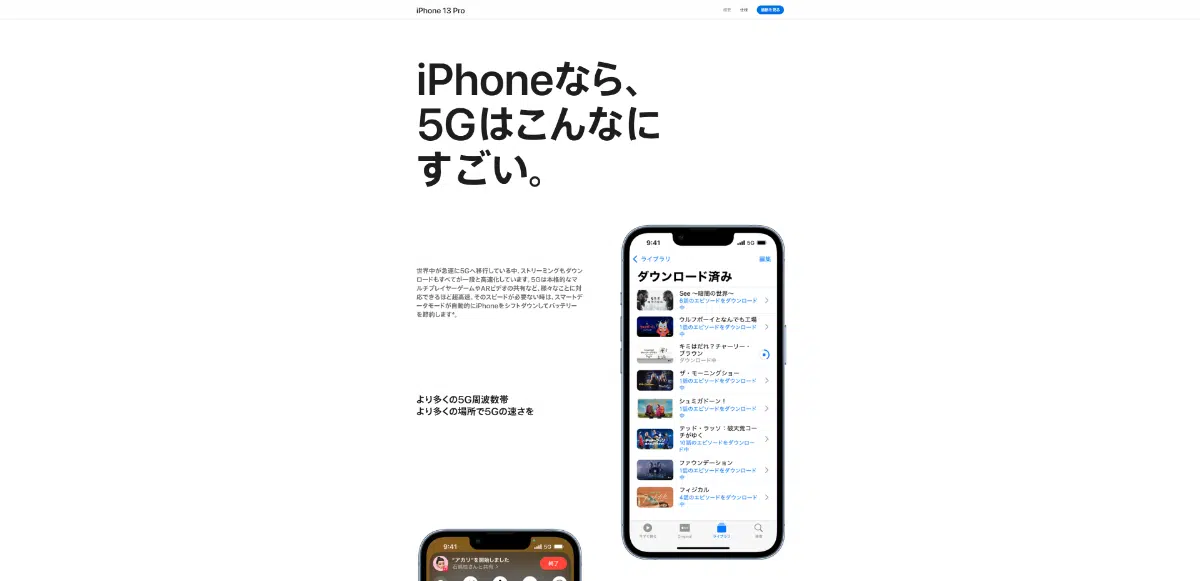 iPhone 13 Pro
概要
仕様
価格を見る
iPhoneなら、
5Gはこんなに
すごい。
世界中が急速に5Gへ移行している中、ストリーミングもダウン
ロードもすべてが一段と高速化しています。5Gは本格的なマ
ルチプレイヤーゲームやARビデオの共有など、様々なことに対
応できるほど超高速。そのスピードが必要ない時は、スマートデ
ータモードが自動的にiPhoneをシフトダウンしてバッテリー
を節約します⁴。
より多くの5G周波数帯
より多くの場所で5Gの速さを
9:41
5G
ライブラリ
編集
ダウンロード済み
See 〜暗闇の世界〜
6話のエピソードをダウンロード
中
ウルフボーイとなんでも工場
1話のエピソードをダウンロード
中
キミはだれ？チャーリー・
ブラウン
ダウンロード中
ザ・モーニングショー
1話のエピソードをダウンロード
中
シュミガドーン！
1話のエピソードをダウンロード
中
テッド・ラッソ：破天荒コー
チがゆく
10話のエピソードをダウンロー
ド中
ファウンデーション
1話のエピソードをダウンロード
中
フィジカル
4話のエピソードをダウンロード
中
今すぐ観る
Original
ライブラリ
検索
9:41
5G
"アカリ"を開始しました
終了